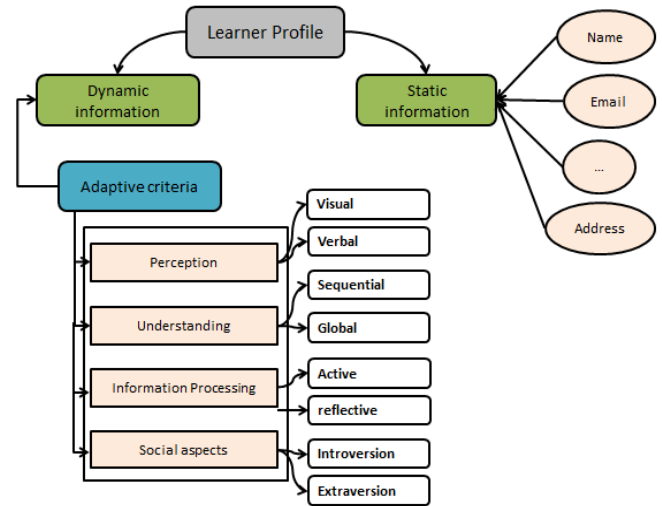 Learner Profile
Dynamic
information
Static
information
Name
Email
...
Address
Adaptive criteria
Perception
Visual
Verbal
Understanding
Sequential
Global
Information Processing
Active
reflective
Social aspects
Introversion
Extraversion